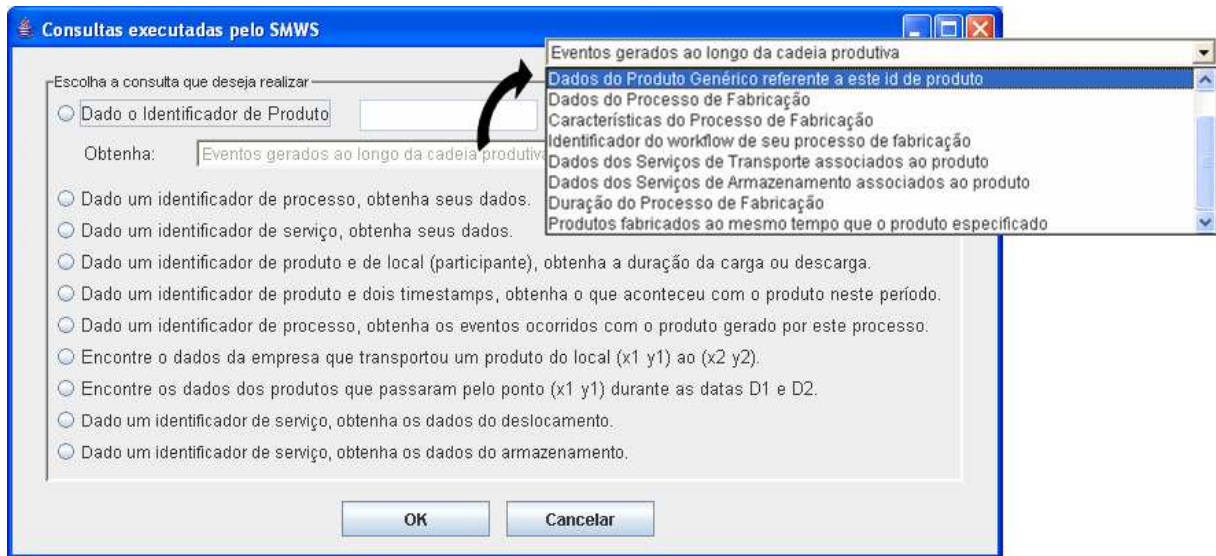 Consultas executadas pelo SMWS
Escolha a consulta que deseja realizar
Dado o Identificador de Produto
Obtenha: Eventos gerados ao longo da cadeia produtiva
Eventos gerados ao longo da cadeia produtiva
Dados do Produto Genérico referente a este id de produto
Dados do Processo de Fabricação
Características do Processo de Fabricação
Identificador do workflow de seu processo de fabricação
Dados dos Serviços de Transporte associados ao produto
Dados dos Serviços de Armazenamento associados ao produto
Duração do Processo de Fabricação
Produtos fabricados ao mesmo tempo que o produto especificado
Dado um identificador de processo, obtenha seus dados.
Dado um identificador de serviço, obtenha seus dados.
Dado um identificador de produto e de local (participante), obtenha a duração da carga ou descarga.
Dado um identificador de produto e dois timestamps, obtenha o que aconteceu com o produto neste período.
Dado um identificador de processo, obtenha os eventos ocorridos com o produto gerado por este processo.
Encontre o dados da empresa que transportou um produto do local (x1 y1) ao (x2 y2).
Encontre os dados dos produtos que passaram pelo ponto (x1 y1) durante as datas D1 e D2.
Dado um identificador de serviço, obtenha os dados do deslocamento.
Dado um identificador de serviço, obtenha os dados do armazenamento.
OK Cancelar